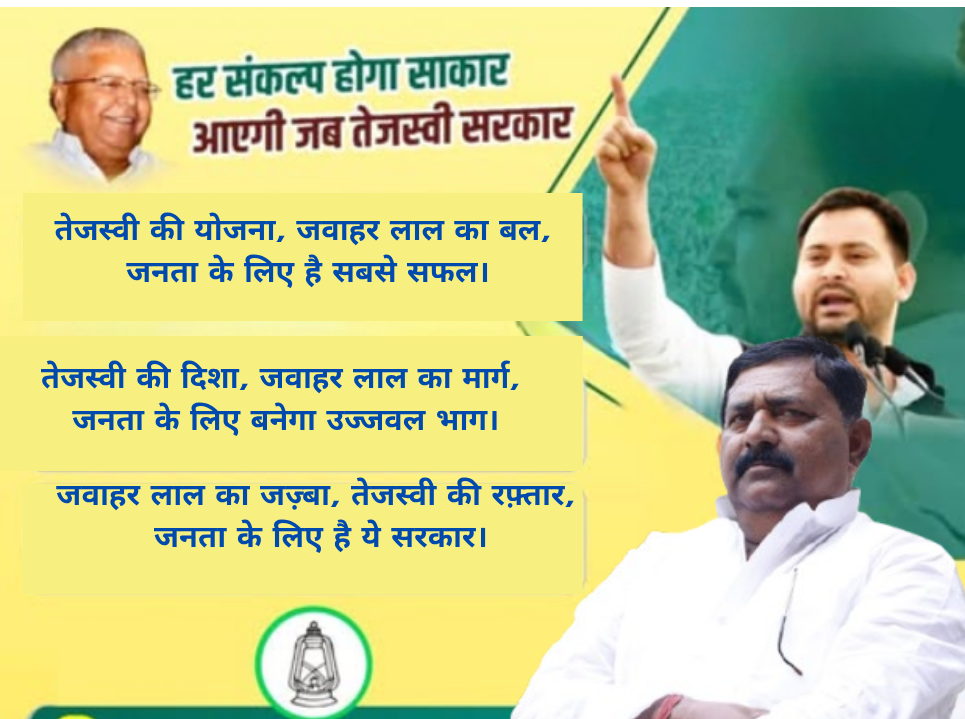 हर संकल्प होगा साकार
आएगी जब तेजस्वी सरकार
तेजस्वी की योजना, जवाहर लाल का बल,
जनता के लिए है सबसे सफल।
तेजस्वी की दिशा, जवाहर लाल का मार्ग,
जनता के लिए बनेगा उज्जवल भाग।
जवाहर लाल का जज़्बा, तेजस्वी की रफ़्तार,
जनता के लिए है ये सरकार।